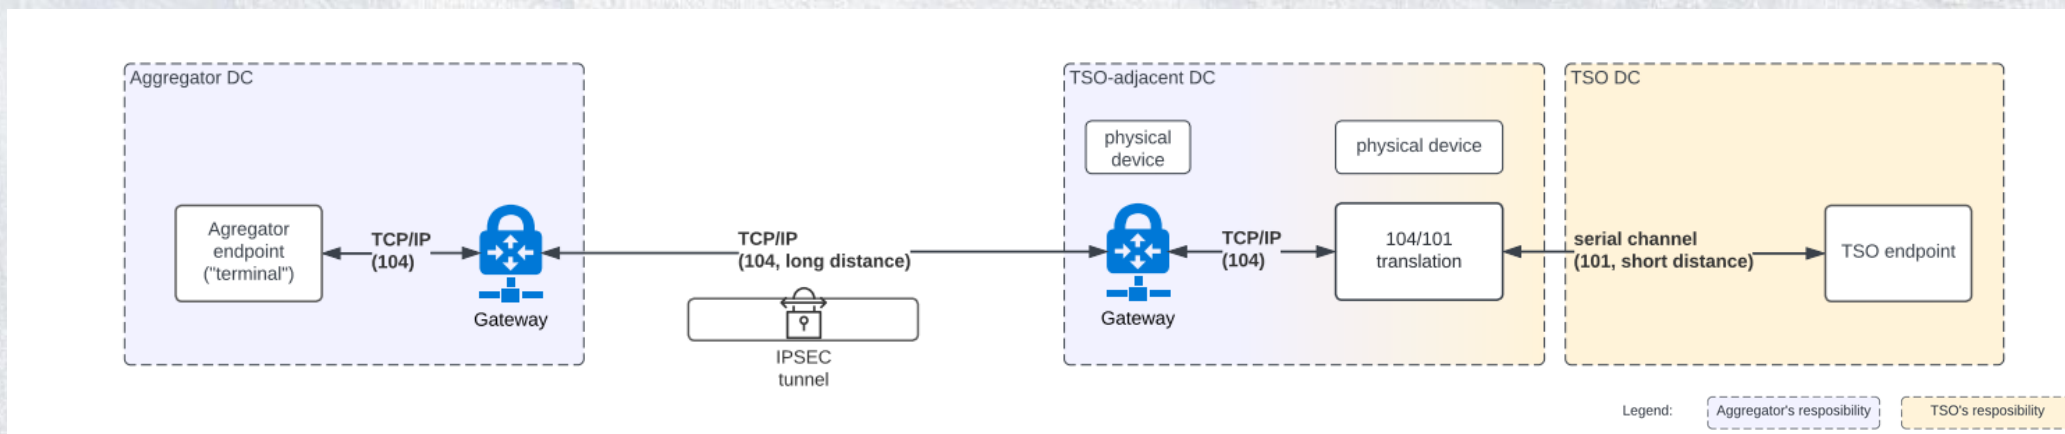 Aggregator DC
TSO-adjacent DC
TSO DC
physical
device
physical device
Agregator
endpoint
("terminal")
TCP/IP
(104)
Gateway
TCP/IP
(104, long distance)
IPSEC
tunnel
Gateway
TCP/IP
(104)
104/101
translation
serial channel
(101, short distance)
TSO endpoint
Legend:
Aggregator's resposibility
TSO's resposibility